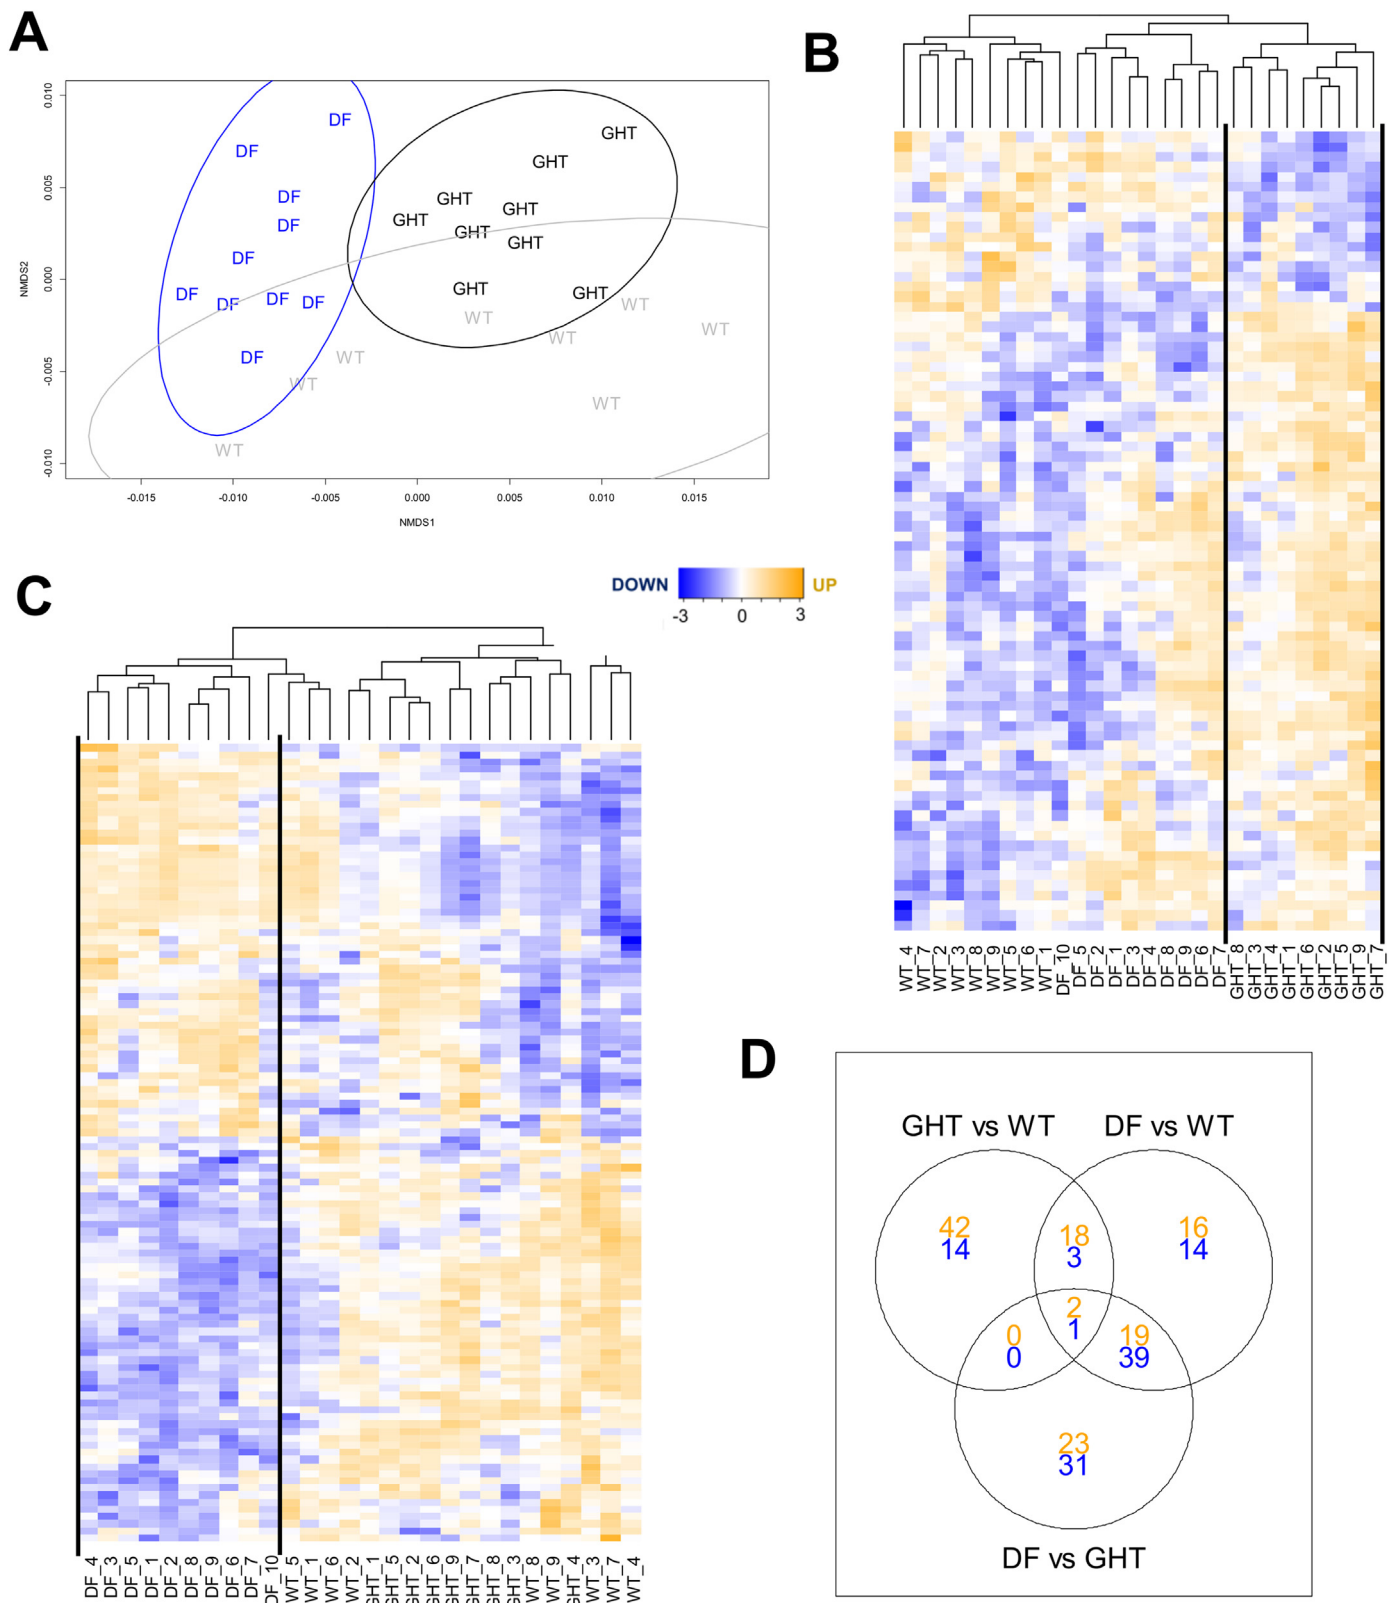 A
0.010
0.005
0.000
-0.005
-0.010
NMDS2
DF
DF
DF
DF
DF
DF
DF
DF
DF
DF
GHT
GHT
GHT
GHT
GHT
GHT
GHT
GHT
GHT
WT
WT
WT
WT
WT
WT
WT
WT
-0.015
-0.010
-0.005
0.000
0.005
0.010
0.015
NMDS1
B
WT_4
WT_7
WT_2
WT_3
WT_8
WT_9
WT_5
WT_6
WT_1
DF_10
DF_5
DF_2
DF_1
DF_3
DF_4
DF_8
DF_9
DF_6
DF_7
GHT_8
GHT_3
GHT_4
GHT_1
GHT_6
GHT_2
GHT_5
GHT_9
GHT_7
DOWN
UP
-3
0
3
C
DF_4
DF_3
DF_5
DF_1
DF_2
DF_8
DF_9
DF_6
DF_7
DF_10
WT_5
WT_1
WT_6
WT_2
GHT_1
GHT_5
GHT_2
GHT_6
GHT_9
GHT_7
GHT_8
GHT_3
WT_8
WT_9
GHT_4
WT_3
WT_7
WT_4
D
GHT vs WT
DF vs WT
42
14
18
3
16
14
2
1
0
0
19
39
23
31
DF vs GHT